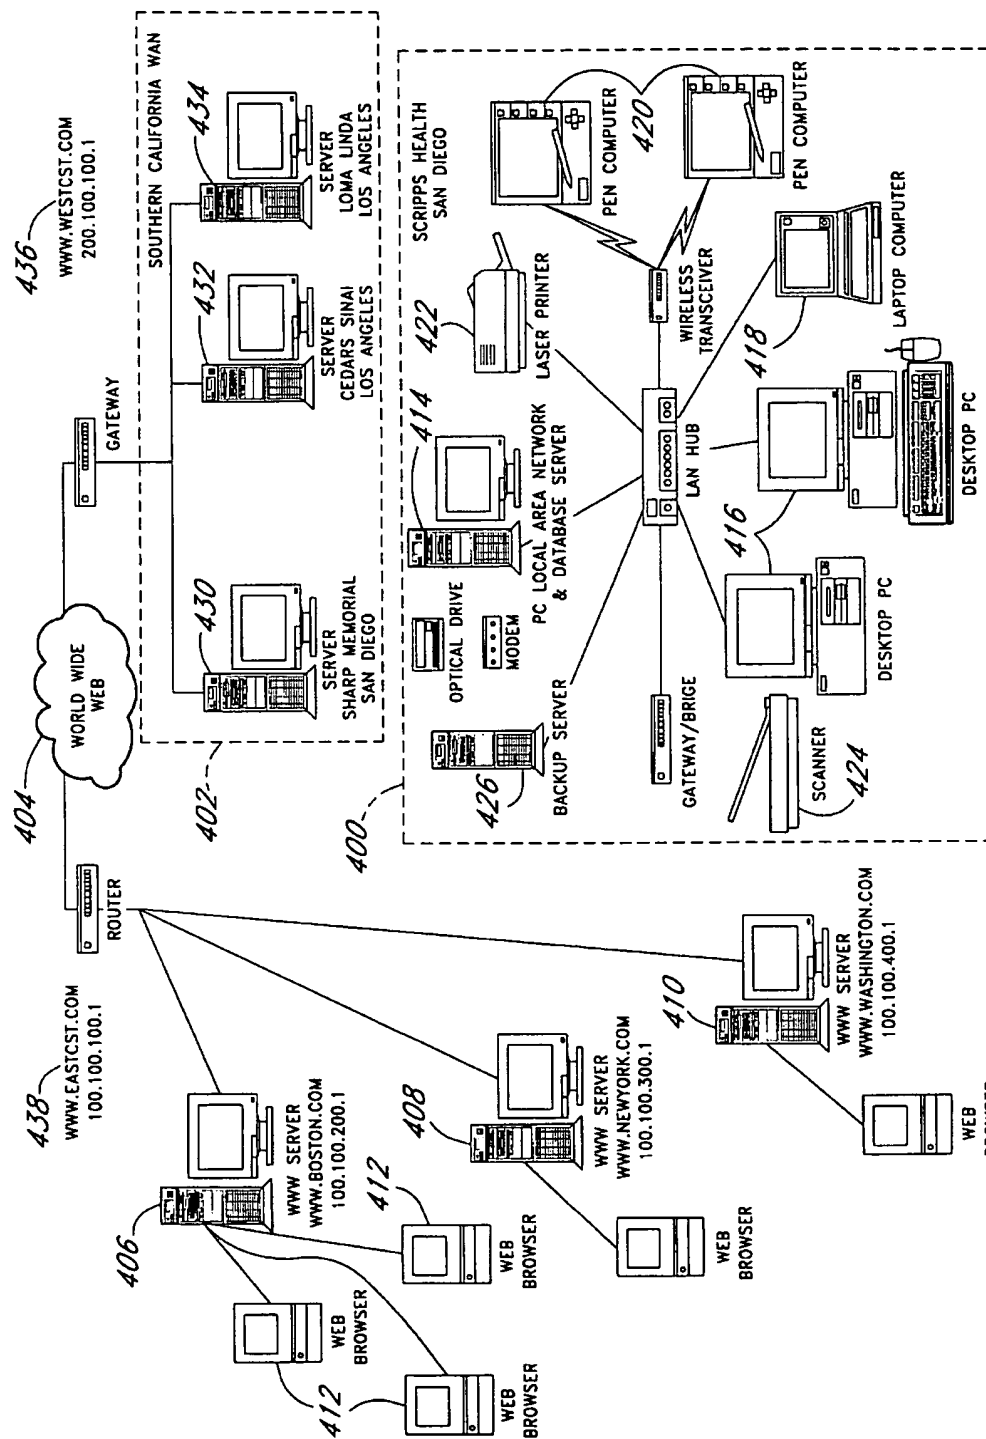 438
WWW.EASTCST.COM
100.100.100.1
ROUTER
404
WORLD WIDE
WEB
GATEWAY
436
WWW.WESTCST.COM
200.100.100.1
402
SOUTHERN CALIFORNIA WAN
430
SERVER
SHARP MEMORIAL
SAN DIEGO
432
SERVER
CEDARS SINAI
LOS ANGELES
434
SERVER
LOMA LINDA
LOS ANGELES
406
WWW SERVER
WWW.BOSTON.COM
100.100.200.1
412
WEB
BROWSER
412
WEB
BROWSER
WEB
BROWSER
408
WWW SERVER
WWW.NEWYORK.COM
100.100.300.1
WEB
BROWSER
410
WWW SERVER
WWW.WASHINGTON.COM
100.100.400.1
WEB
400
SCRIPPS HEALTH
SAN DIEGO
426
BACKUP SERVER
OPTICAL DRIVE
MODEM
414
PC LOCAL AREA NETWORK
& DATABASE SERVER
422
LASER PRINTER
PEN COMPUTER
420
PEN COMPUTER
WIRELESS
TRANSCEIVER
LAN HUB
GATEWAY/BRIGE
SCANNER
424
416
DESKTOP PC
DESKTOP PC
418
LAPTOP COMPUTER